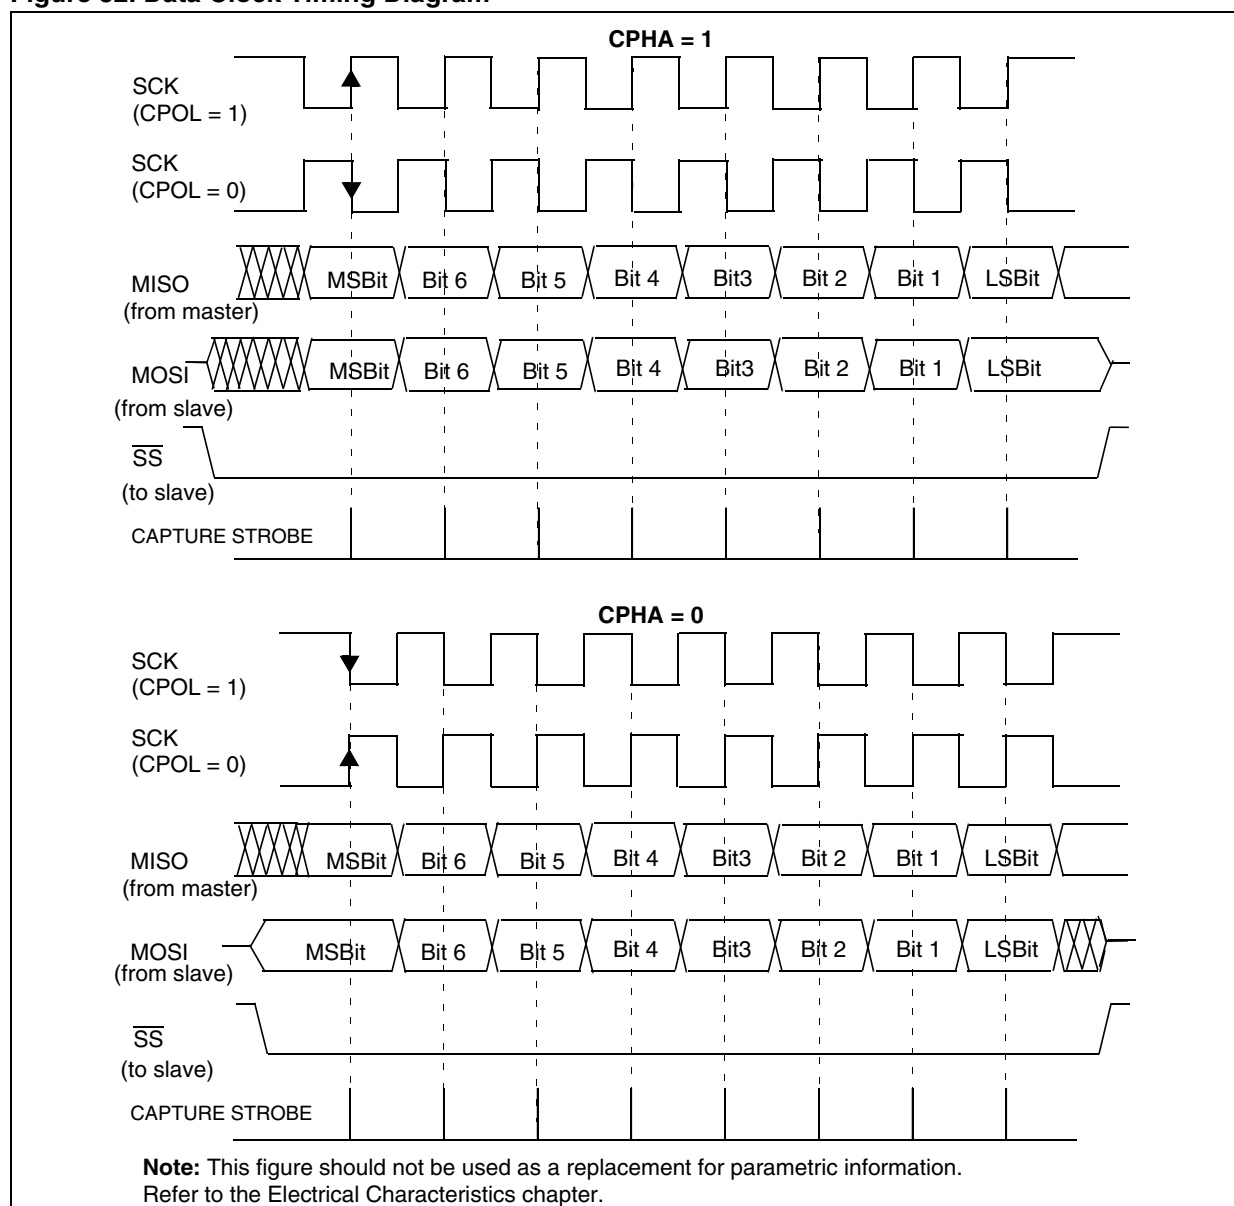 CPHA = 1
SCK
(CPOL = 1)
SCK
(CPOL = 0)
MISO
(from master)
MSBit Bit 6 Bit 5 Bit 4 Bit3 Bit 2 Bit 1 LSBit
MOSI
(from slave)
MSBit Bit 6 Bit 5 Bit 4 Bit3 Bit 2 Bit 1 LSBit
SS
(to slave)
CAPTURE STROBE
CPHA = 0
SCK
(CPOL = 1)
SCK
(CPOL = 0)
MISO
(from master)
MSBit Bit 6 Bit 5 Bit 4 Bit3 Bit 2 Bit 1 LSBit
MOSI
(from slave)
MSBit Bit 6 Bit 5 Bit 4 Bit3 Bit 2 Bit 1 LSBit
SS
(to slave)
CAPTURE STROBE
Note: This figure should not be used as a replacement for parametric information.
Refer to the Electrical Characteristics chapter.